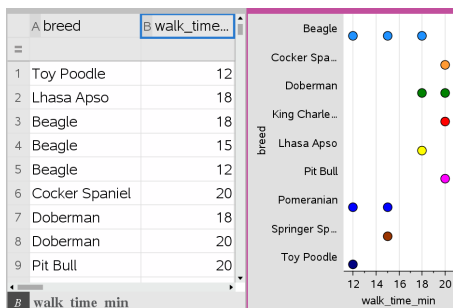 A breed B walk_time...
=
1 Toy Poodle 12
2 Lhasa Apso 18
3 Beagle 18
4 Beagle 15
5 Beagle 12
6 Cocker Spaniel 20
7 Doberman 18
8 Doberman 20
9 Pit Bull 20
B walk_time_min
breed
Beagle
Cocker Spa...
Doberman
King Charle...
Lhasa Apso
Pit Bull
Pomeranian
Springer Sp...
Toy Poodle
12 14 16 18 20
walk_time_min